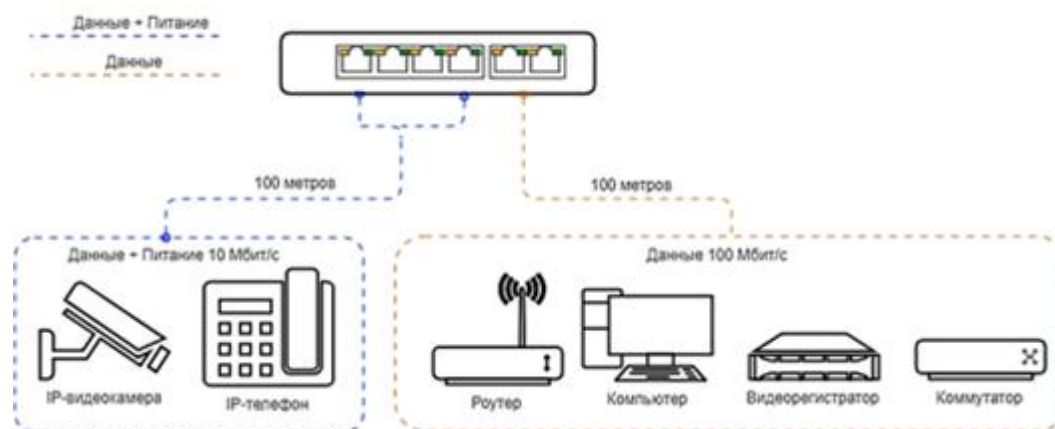 Данные + Питание
Данные
100 метров
100 метров
Данные + Питание 10 Мбит/с
Данные 100 Мбит/с
IP-видеокамера
IP-телефон
Роутер
Компьютер
Видеорегистратор
Коммутатор